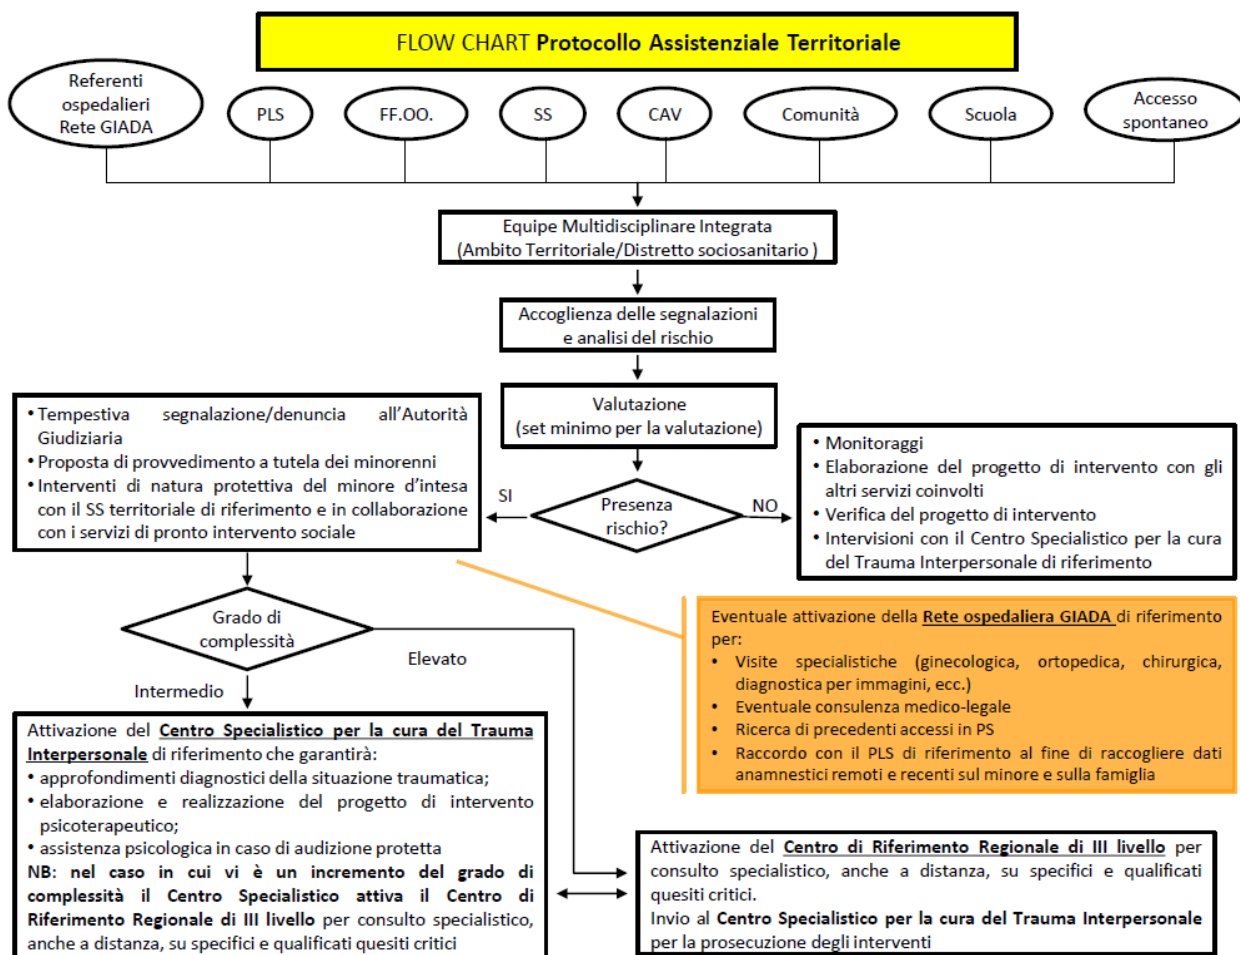 FLOW CHART Protocollo Assistenziale Territoriale
Referenti
ospedalieri
Rete GIADA
PLS
FF.OO.
SS
CAV
Comunità
Scuola
Accesso
spontaneo
Equipe Multidisciplinare Integrata
(Ambito Territoriale/Distretto sociosanitario )
Accoglienza delle segnalazioni
e analisi del rischio
Valutazione
(set minimo per la valutazione)
Presenza
rischio?
SI
NO
• Tempestiva segnalazione/denuncia all'Autorità
Giudiziaria
• Proposta di provvedimento a tutela dei minorenni
• Interventi di natura protettiva del minore d'intesa
con il SS territoriale di riferimento e in collaborazione
con i servizi di pronto intervento sociale
• Monitoraggi
• Elaborazione del progetto di intervento con gli
altri servizi coinvolti
• Verifica del progetto di intervento
• Intervisioni con il Centro Specialistico per la cura
del Trauma Interpersonale di riferimento
Grado di
complessità
Elevato
Intermedio
Eventuale attivazione della Rete ospedaliera GIADA di riferimento
per:
• Visite specialistiche (ginecologica, ortopedica, chirurgica,
diagnostica per immagini, ecc.)
• Eventuale consulenza medico-legale
• Ricerca di precedenti accessi in PS
• Raccordo con il PLS di riferimento al fine di raccogliere dati
anamnestici remoti e recenti sul minore e sulla famiglia
Attivazione del Centro Specialistico per la cura del Trauma
Interpersonale di riferimento che garantirà:
• approfondimenti diagnostici della situazione traumatica;
• elaborazione e realizzazione del progetto di intervento
psicoterapeutico;
• assistenza psicologica in caso di audizione protetta
NB: nel caso in cui vi è un incremento del grado di
complessità il Centro Specialistico attiva il Centro di
Riferimento Regionale di III livello per consulto specialistico,
anche a distanza, su specifici e qualificati quesiti critici
Attivazione del Centro di Riferimento Regionale di III livello per
consulto specialistico, anche a distanza, su specifici e qualificati
quesiti critici.
Invio al Centro Specialistico per la cura del Trauma Interpersonale
per la prosecuzione degli interventi